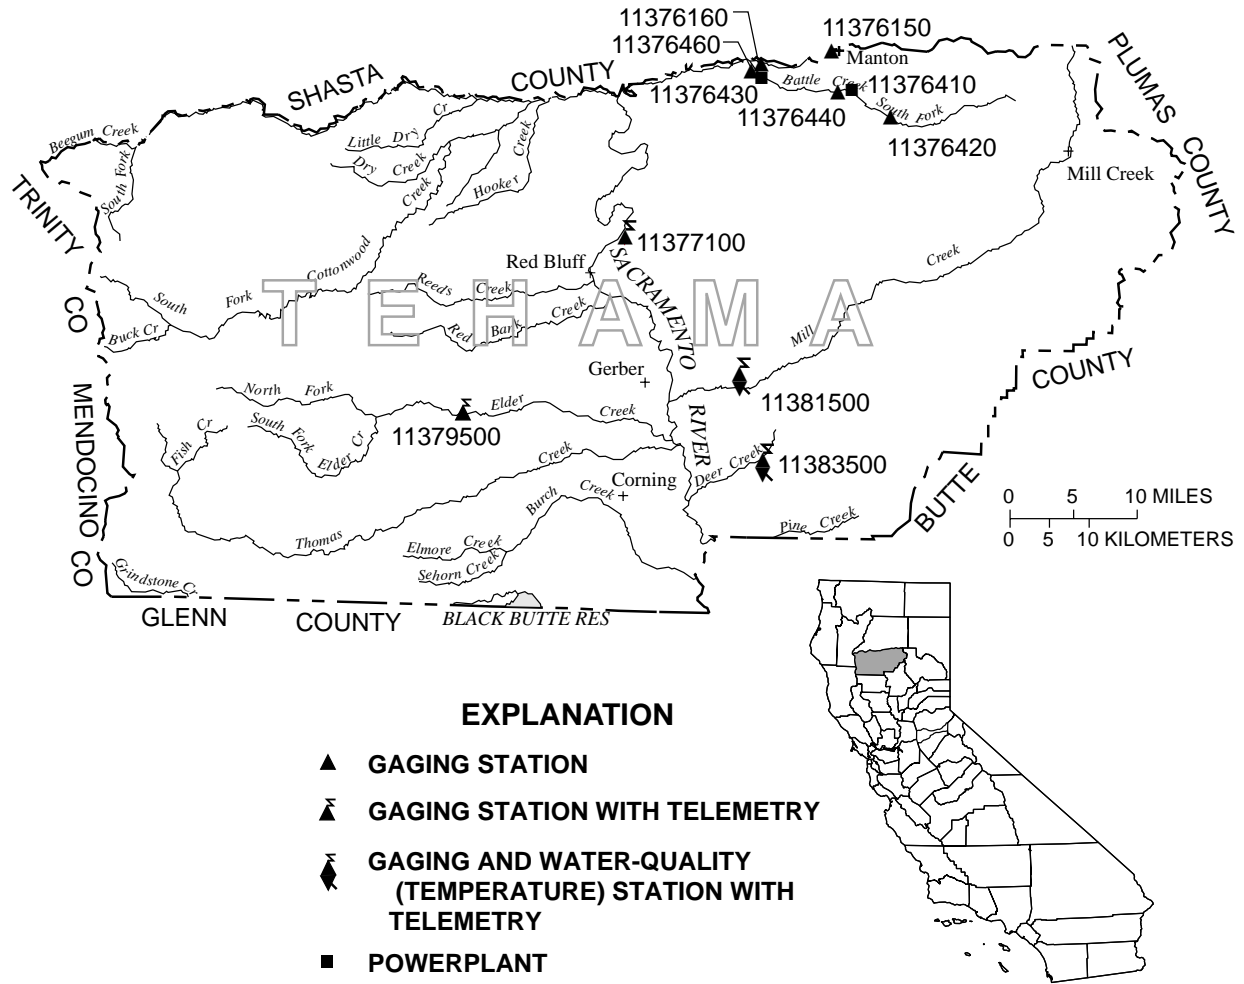 11376160
11376150
11376460
Manton
PLUMAS
COUNTY
SHASTA
COUNTY
Battle Creek
11376410
11376430
11376440
South Fork
11376420
Beegum Creek
South Fork
Little Dry Cr
Dry Creek
Creek
Hooker Creek
Mill Creek
TRINITY
CO
11377100
Red Bluff
SACRAMENTO
RIVER
Cottonwood
South Fork
Buck Cr
Reeds Creek
Red Bank Creek
Mill Creek
TEHAMA
Gerber
COUNTY
MENDOCINO
CO
North Fork
Elder Creek
South Fork
Elder Cr
Fish Cr
11379500
11381500
11383500
Deer Creek
Creek
Corning
Burch Creek
Thomas
Elmore Creek
Sehorn Creek
Pine Creek
BUTTE
0 5 10 MILES
0 5 10 KILOMETERS
Grindstone Cr
GLENN COUNTY
BLACK BUTTE RES
EXPLANATION
GAGING STATION
GAGING STATION WITH TELEMETRY
GAGING AND WATER-QUALITY
(TEMPERATURE) STATION WITH
TELEMETRY
POWERPLANT